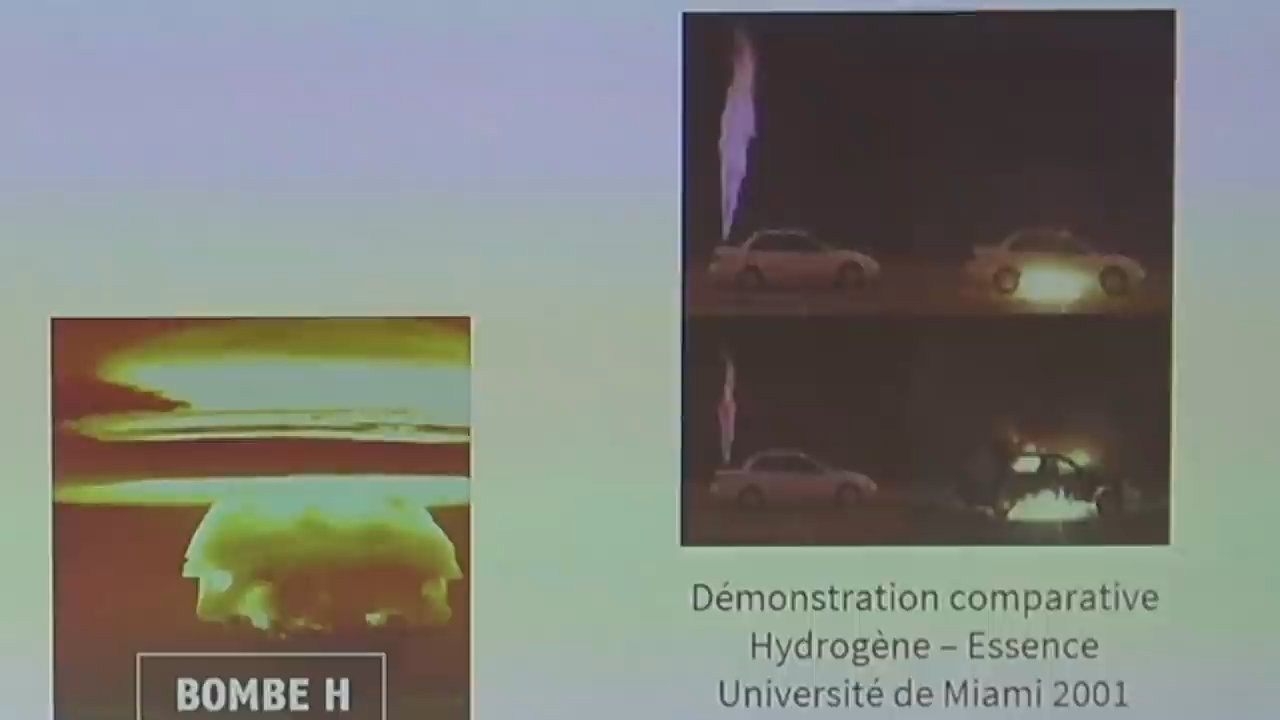 BOMBE H
Démonstration comparative
Hydrogène – Essence
Université de Miami 2001